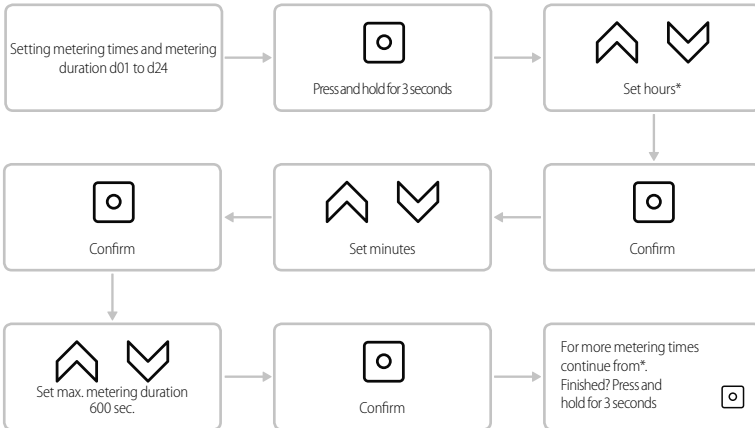 Setting metering times and metering
duration d01 to d24
Press and hold for 3 seconds
Set hours*
Confirm
Set minutes
Confirm
Set max. metering duration
600 sec.
Confirm
For more metering times
continue from*.
Finished? Press and
hold for 3 seconds